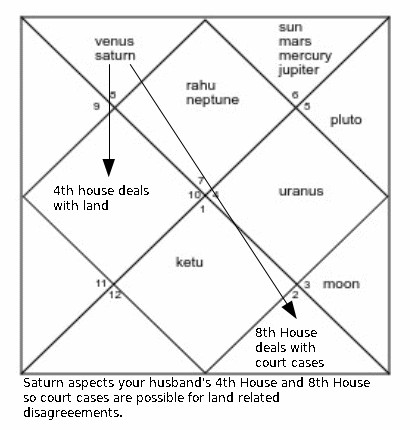 venus
saturn
sun
mars
mercury
jupiter
rahu
neptune
8
9
6
5
pluto
4th house deals
with land
7
10
4
1
uranus
ketu
11
12
3
2
moon
8th House
deals with
court cases
Saturn aspects your husband's 4th House and 8th House
so court cases are possible for land related
disagreeements.